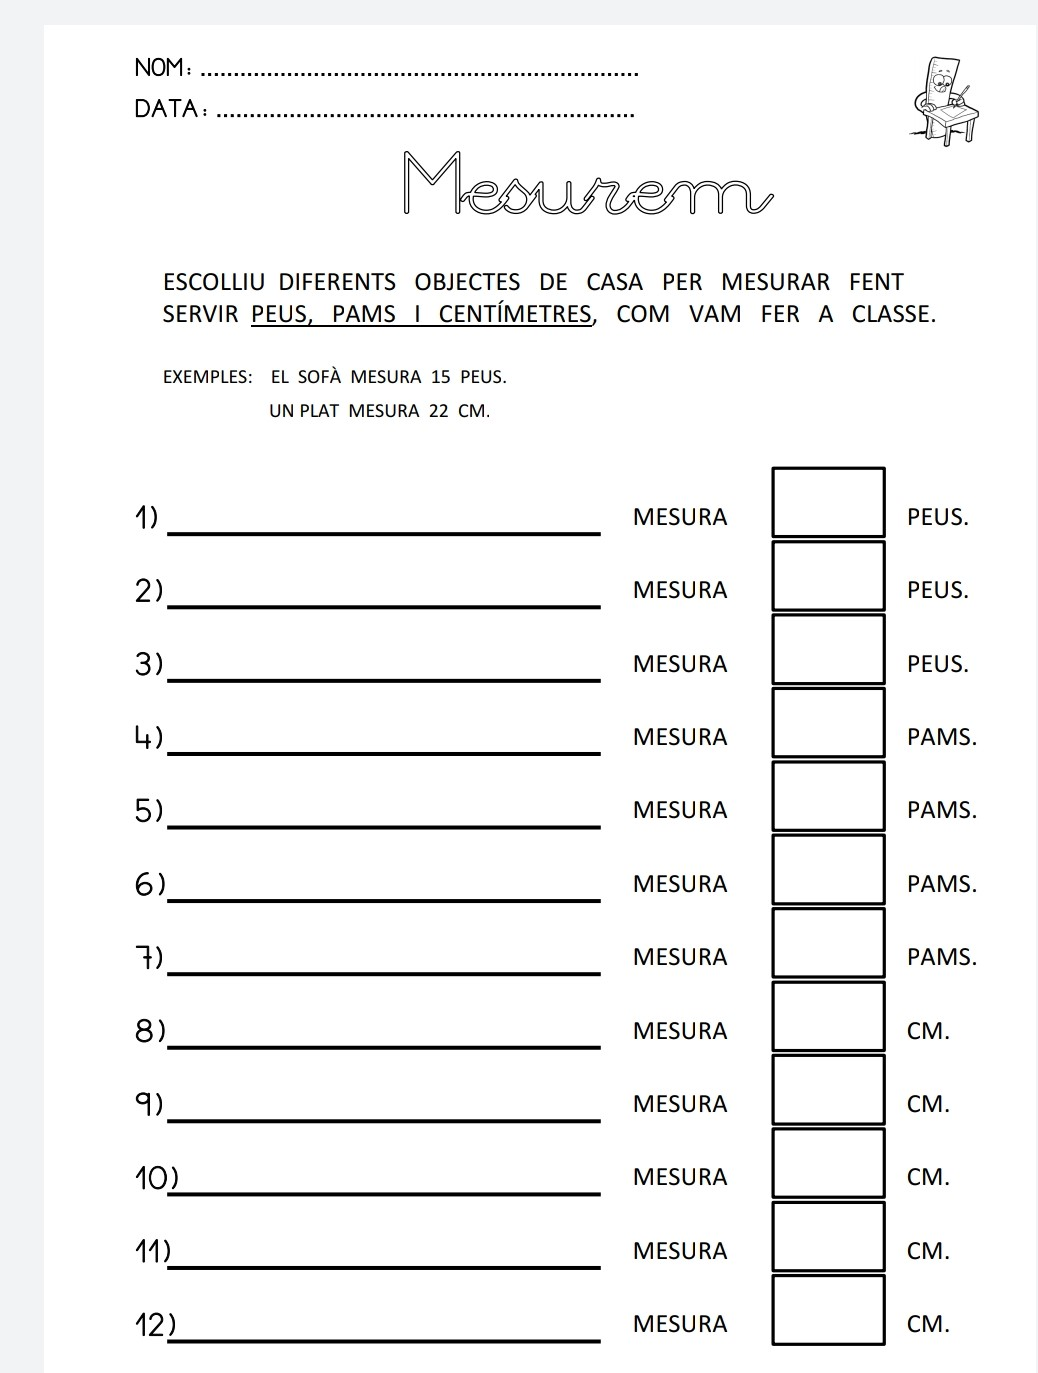 NOM: ..................................................................
DATA: ...............................................................
Mesurem
ESCOLLIU DIFERENTS OBJECTES DE CASA PER MESURAR FENT
SERVIR PEUS, PAMS I CENTÍMETRES, COM VAM FER A CLASSE.
EXEMPLES: EL SOFÀ MESURA 15 PEUS.
UN PLAT MESURA 22 CM.
1) MESURA PEUS.
2) MESURA PEUS.
3) MESURA PEUS.
4) MESURA PAMS.
5) MESURA PAMS.
6) MESURA PAMS.
7) MESURA PAMS.
8) MESURA CM.
9) MESURA CM.
10) MESURA CM.
11) MESURA CM.
12) MESURA CM.